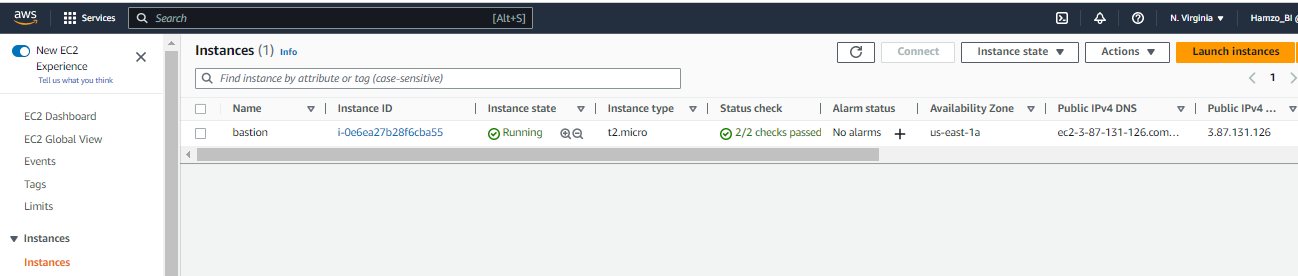 aws Services Search [Alt+S] N. Virginia Hamzo_BI @
New EC2
Experience
Tell us what you think
EC2 Dashboard
EC2 Global View
Events
Tags
Limits
Instances
Instances
Instances (1) Info
Connect Instance state Actions Launch instances
Find instance by attribute or tag (case-sensitive)
1
Name Instance ID Instance state Instance type Status check Alarm status Availability Zone Public IPv4 DNS Public IPv4 ...
bastion i-0e6ea27b28f6cba55 Running t2.micro 2/2 checks passed No alarms us-east-1a ec2-3-87-131-126.com... 3.87.131.126